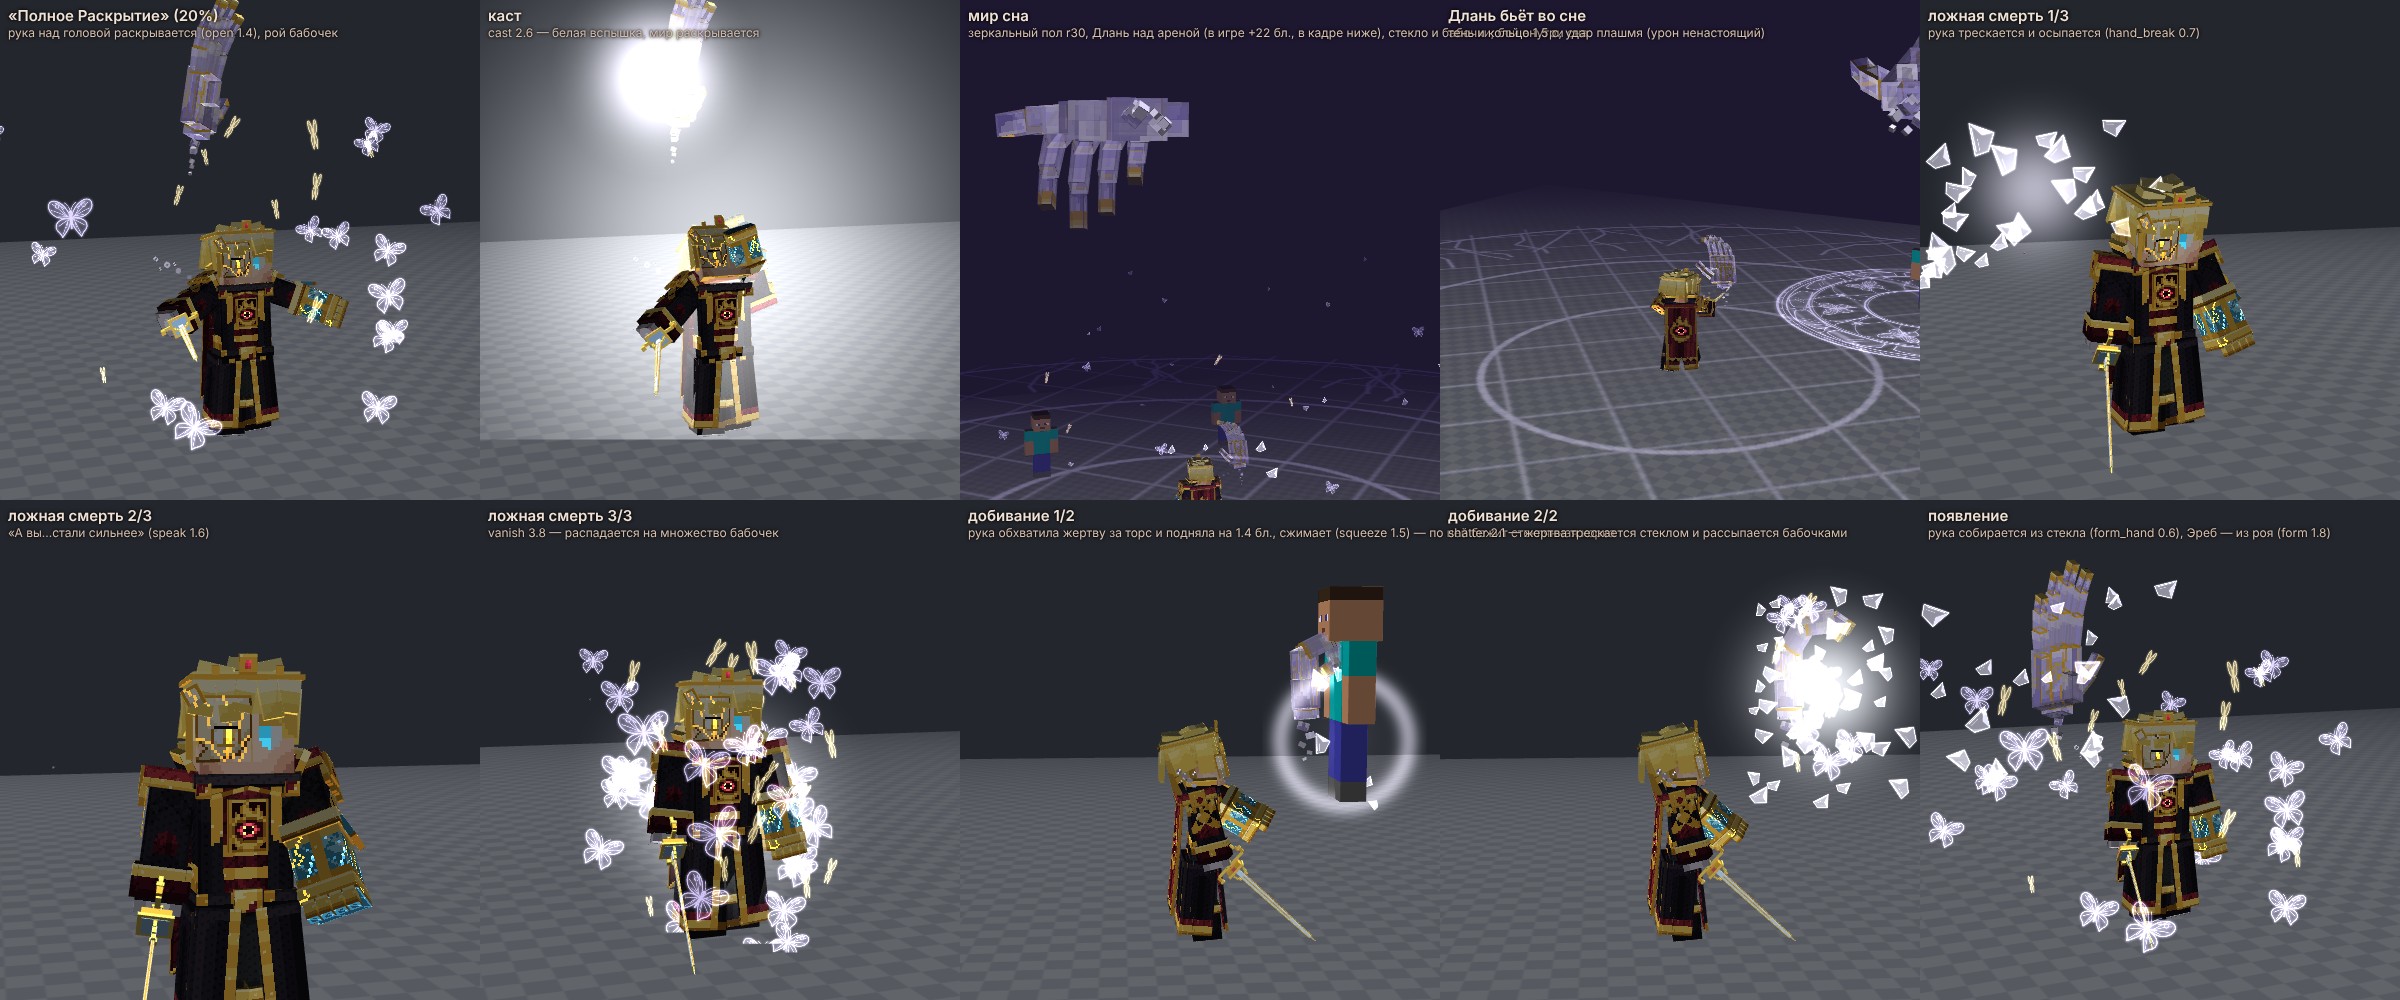 «Полное Раскрытие» (20%)
рука над головой раскрывается (open 1.4), рой бабочек
каст
cast 2.6 — белая вспышка, мир раскрывается
мир сна
зеркальный пол r30, Длань над ареной (в игре +22 бл., в кадре ниже), стекло и
Длань бьёт во сне
удар плашмя (урон ненастоящий)
ложная смерть 1/3
рука трескается и осыпается (hand_break 0.7)
ложная смерть 2/3
«А вы...стали сильнее» (speak 1.6)
ложная смерть 3/3
vanish 3.8 — распадается на множество бабочек
добивание 1/2
рука обхватила жертву за торс и подняла на 1.4 бл., сжимает (squeeze 1.5) — по
добивание 2/2
жертва трескается стеклом и рассыпается бабочками
появление
рука собирается из стекла (form_hand 0.6), Эреб — из роя (form 1.8)